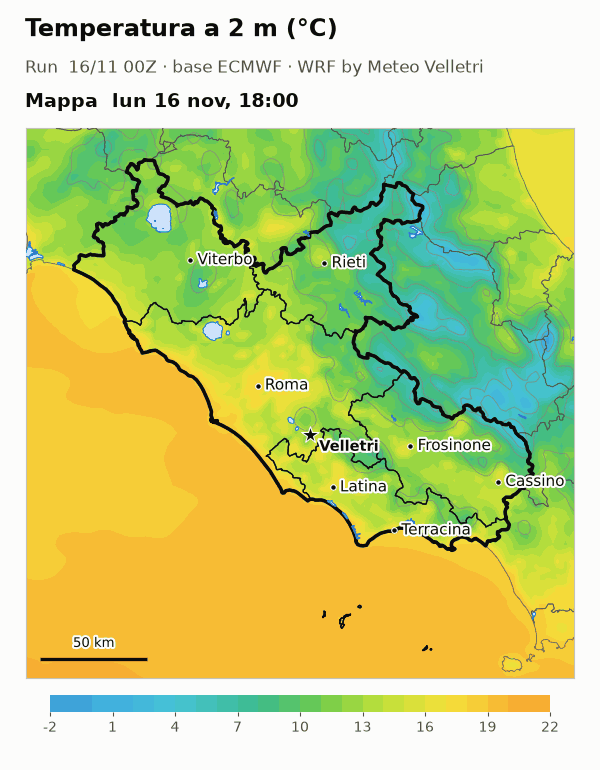 Temperatura a 2 m (°C)
Run  16/11 00Z · base ECMWF · WRF by Meteo Velletri
Mappa  lun 16 nov, 18:00
Viterbo
Rieti
Roma
Velletri
Frosinone
Latina
Cassino
Terracina
50 km
-2 1 4 7 10 13 16 19 22